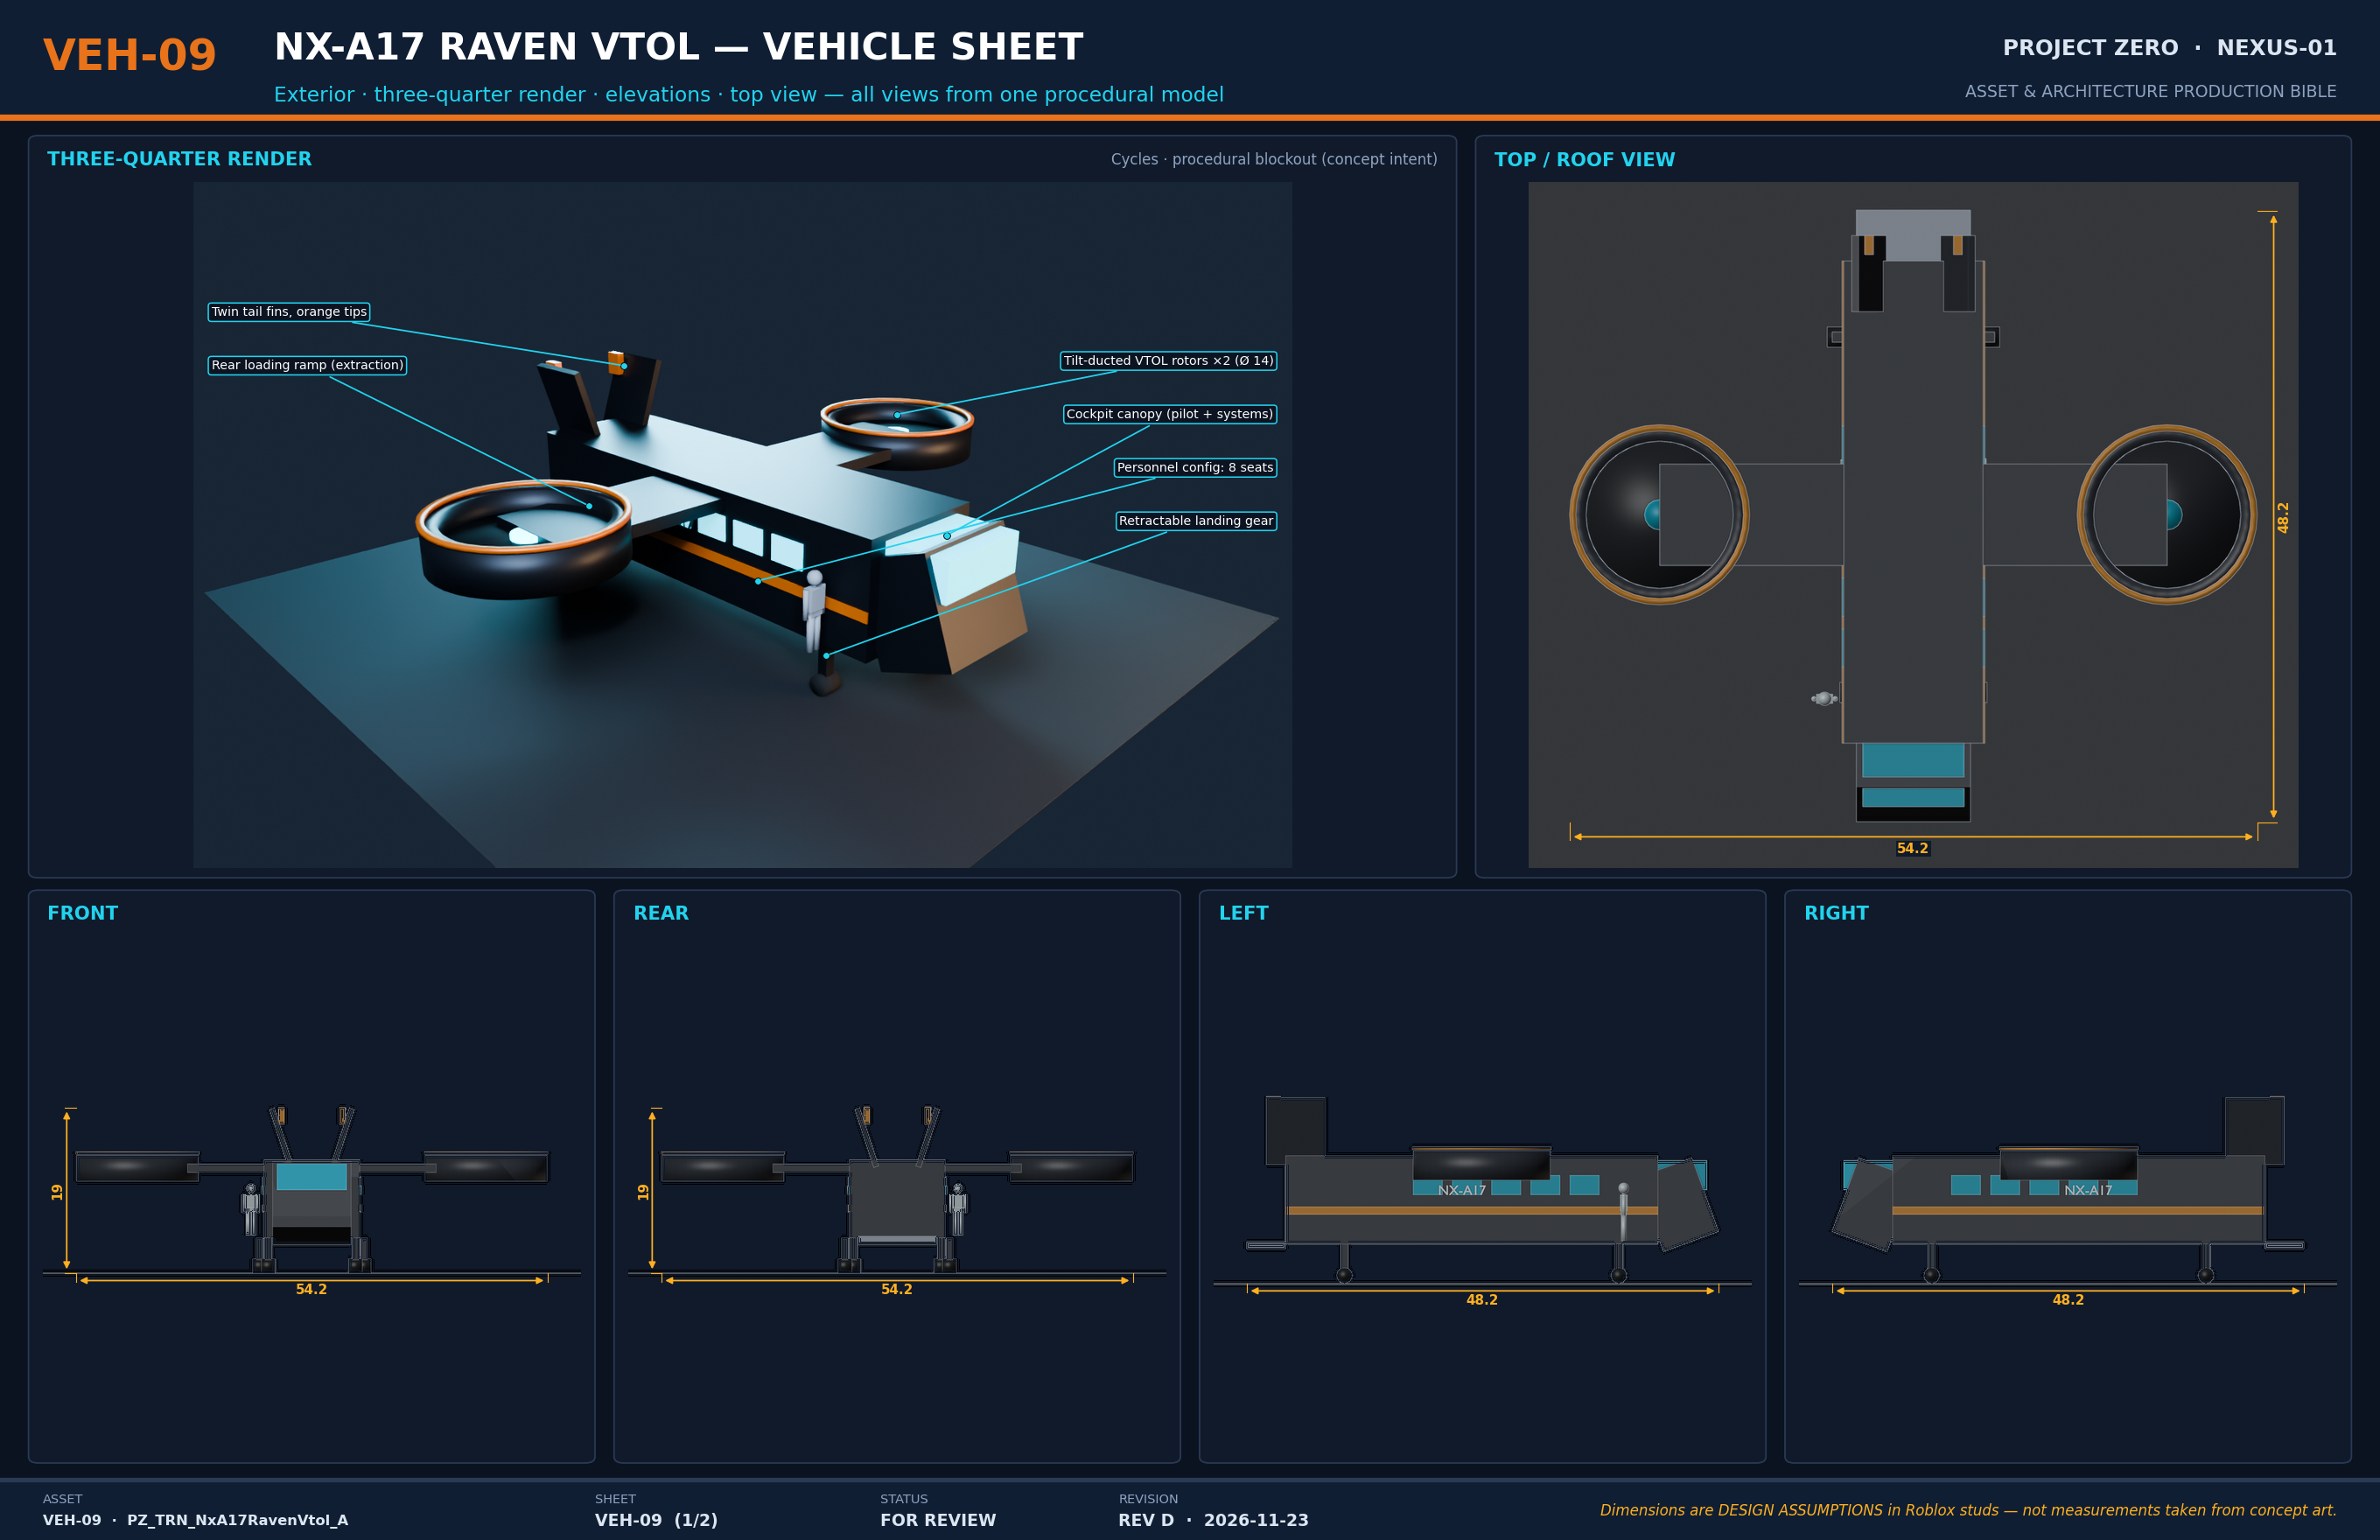 VEH-09
NX-A17 RAVEN VTOL — VEHICLE SHEET
Exterior · three-quarter render · elevations · top view — all views from one procedural model
PROJECT ZERO · NEXUS-01
ASSET & ARCHITECTURE PRODUCTION BIBLE
THREE-QUARTER RENDER
Cycles · procedural blockout (concept intent)
Twin tail fins, orange tips
Rear loading ramp (extraction)
Tilt-ducted VTOL rotors ×2 (Ø 14)
Cockpit canopy (pilot + systems)
Personnel config: 8 seats
Retractable landing gear
TOP / ROOF VIEW
48.2
54.2
FRONT
19
54.2
REAR
19
54.2
LEFT
NX-A17
48.2
RIGHT
NX-A17
48.2
ASSET
VEH-09 · PZ_TRN_NxA17RavenVtol_A
SHEET
VEH-09 (1/2)
STATUS
FOR REVIEW
REVISION
REV D · 2026-11-23
Dimensions are DESIGN ASSUMPTIONS in Roblox studs — not measurements taken from concept art.